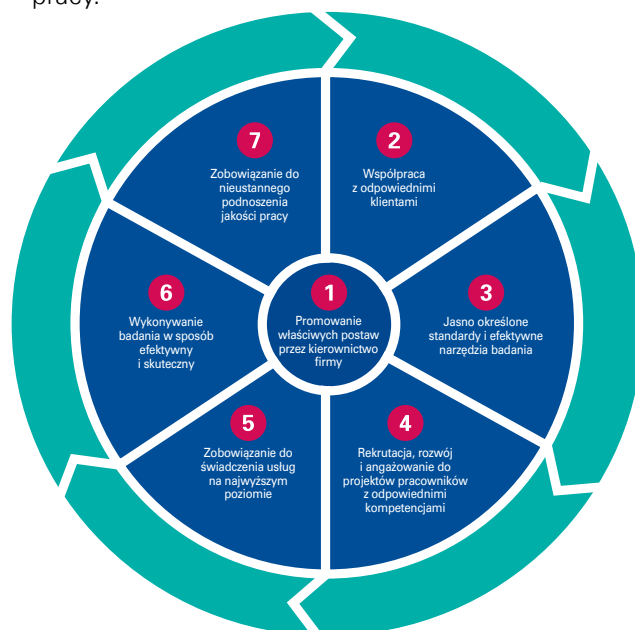 pracy.
1
Promowanie
właściwych postaw
przez kierownictwo
firmy
2
Współpraca
z odpowiednimi
klientami
3
Jasno określone
standardy i efektywne
narzędzia badania
4
Rekrutacja, rozwój
i angażowanie do
projektów pracowników
z odpowiednimi
kompetencjami
5
Zobowiązanie do
świadczenia usług
na najwyższym
poziomie
6
Wykonywanie
badania w sposób
efektywny
i skuteczny
7
Zobowiązanie do
nieustannego
podnoszenia
jakości pracy